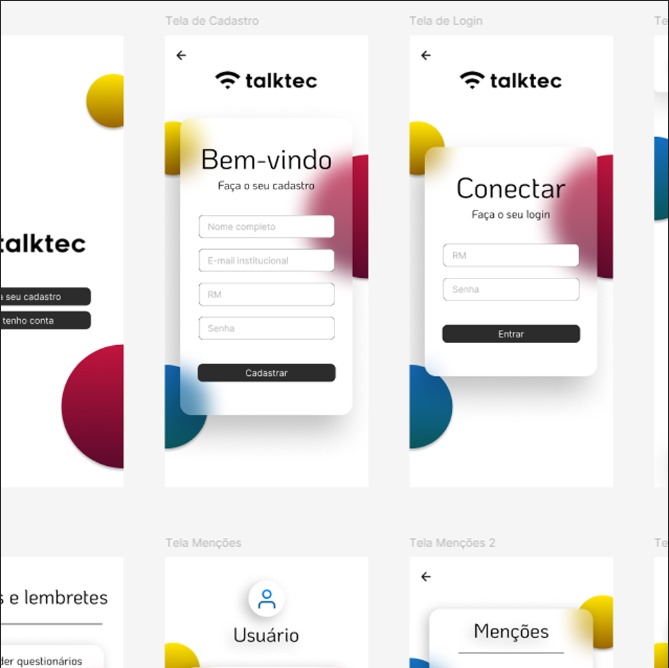 Tela de Cadastro
Tela de Login
Te
talktec
talktec
Bem-vindo
Faça o seu cadastro
Nome completo
E-mail institucional
RM
Senha
Cadastrar
Conectar
Faça o seu login
RM
Senha
Entrar
talktec
a seu cadastro
tenho conta
Tela Menções
Tela Menções 2
Te
s e lembretes
der questionários
Usuário
Menções